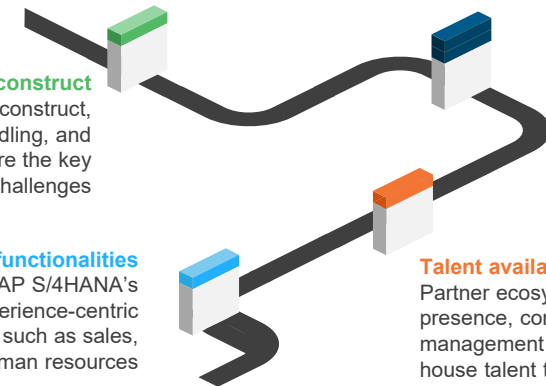 construct
construct,
dling, and
re the key
hallenges
functionalities
AP S/4HANA's
erience-centric
such as sales,
man resources
Talent availa
Partner ecosy
presence, con
management
house talent t